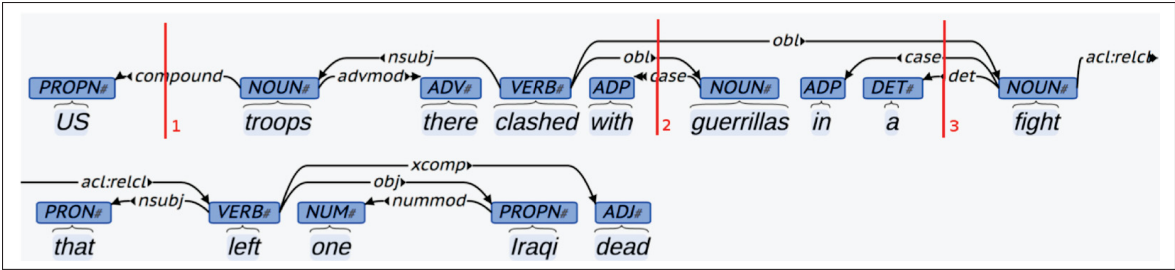 obl
nsubj obl case
compound advmod case det acl:relcl
PROPN# NOUN# ADV# VERB# ADP NOUN# ADP DET# NOUN#
US 1 troops there clashed with 2 guerrillas in a 3 fight
xcomp
acl:relcl obj
nsubj nummod
PRON# VERB# NUM# PROPN# ADJ#
that left one Iraqi dead